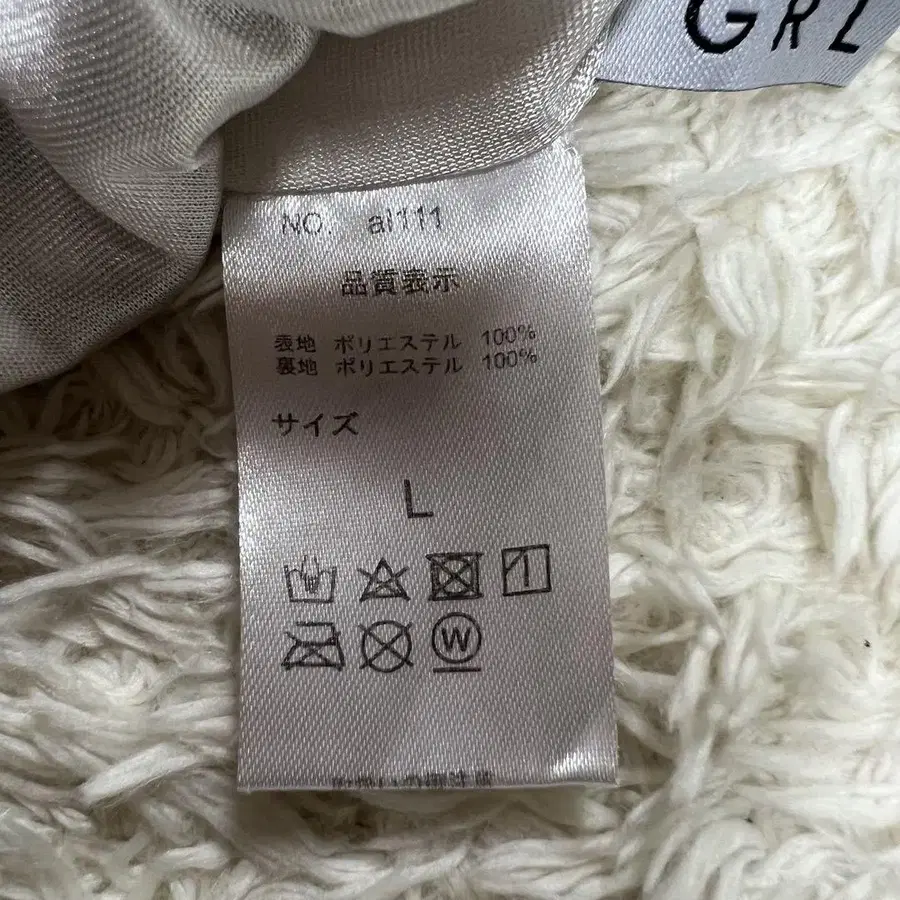 GRL
NO. al111
品質表示
表地 ポリエステル 100%
裏地 ポリエステル 100%
サイズ
L
W